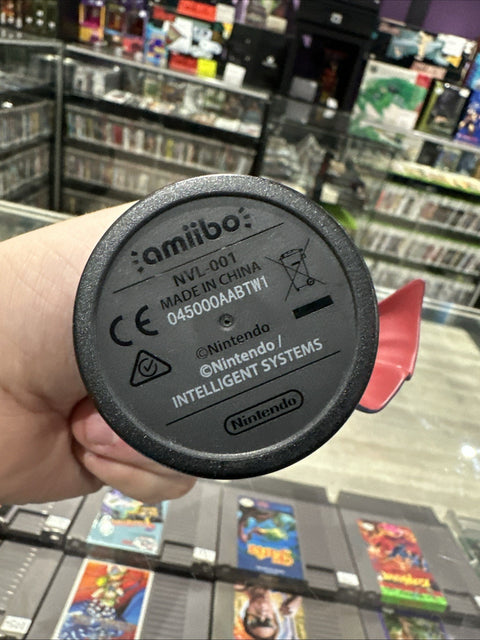 amiibo
NVL-001
MADE IN CHINA
045000AABTW1
CE
©Nintendo
©Nintendo /
INTELLIGENT SYSTEMS
Nintendo